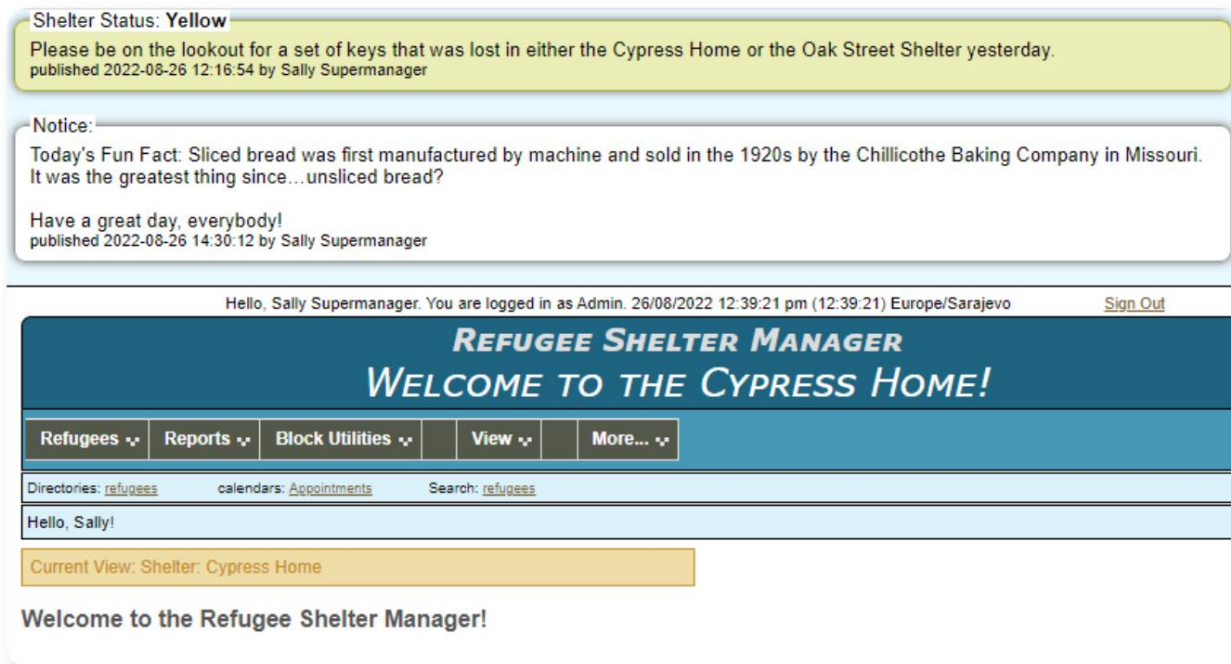 Shelter Status: Yellow
Please be on the lookout for a set of keys that was lost in either the Cypress Home or the Oak Street Shelter yesterday.
published 2022-08-26 12:16:54 by Sally Supermanager
Notice:
Today's Fun Fact: Sliced bread was first manufactured by machine and sold in the 1920s by the Chillicothe Baking Company in Missouri.
It was the greatest thing since...unsliced bread?
Have a great day, everybody!
published 2022-08-26 14:30:12 by Sally Supermanager
Hello, Sally Supermanager. You are logged in as Admin. 26/08/2022 12:39:21 pm (12:39:21) Europe/Sarajevo Sign Out
Refugee Shelter Manager
Welcome to the Cypress Home!
Refugees Reports Block Utilities View More...
Directories: refugees calendars: Appointments Search: refugees
Hello, Sally!
Current View: Shelter: Cypress Home
Welcome to the Refugee Shelter Manager!